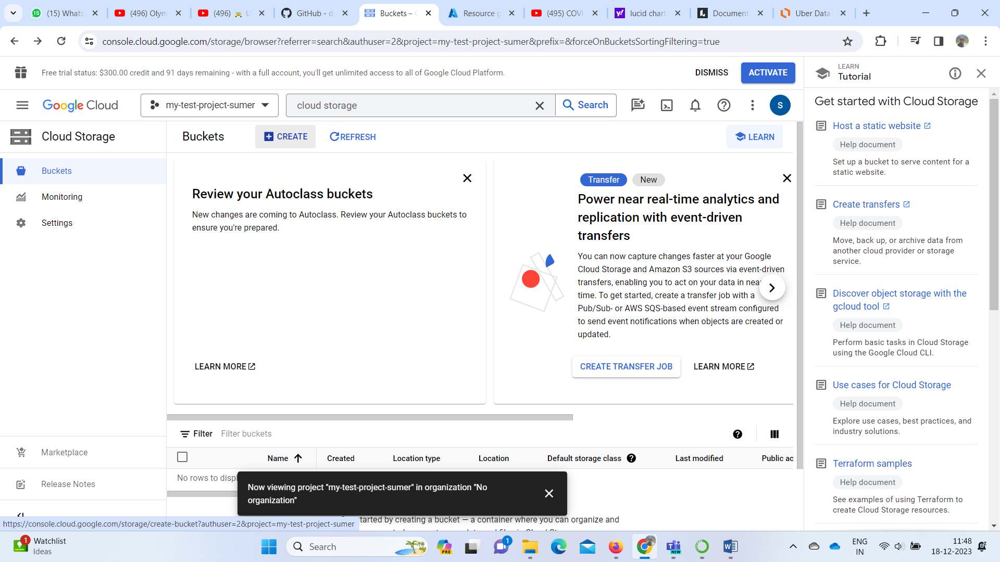 15
(15) Whats
(496) Olym
(496) 🚕 U
GitHub - d
Buckets – C
Resource g
(495) COVI
lucid chart
Document
Uber Data
console.cloud.google.com/storage/browser?referrer=search&authuser=2&project=my-test-project-sumer&prefix=&forceOnBucketsSortingFiltering=true
Free trial status: $300.00 credit and 91 days remaining - with a full account, you'll get unlimited access to all of Google Cloud Platform.
DISMISS
ACTIVATE
LEARN
Tutorial
Google Cloud
my-test-project-sumer
cloud storage
Search
S
Get started with Cloud Storage
Cloud Storage
Buckets
CREATE
REFRESH
LEARN
Buckets
Monitoring
Settings
Marketplace
Release Notes
Review your Autoclass buckets
New changes are coming to Autoclass. Review your Autoclass buckets to
ensure you're prepared.
LEARN MORE
Transfer
New
Power near real-time analytics and
replication with event-driven
transfers
You can now capture changes faster at your Google
Cloud Storage and Amazon S3 sources via event-driven
transfers, enabling you to act on your data in near
time. To get started, create a transfer job with a
Pub/Sub- or AWS SQS-based event stream configured
to send event notifications when objects are created or
updated.
CREATE TRANSFER JOB
LEARN MORE
Filter
Filter buckets
Name
Created
Location type
Location
Default storage class
Last modified
Public ac
No rows to displ
Now viewing project "my-test-project-sumer" in organization "No
organization"
started by creating a bucket — a container where you can organize and
Host a static website
Help document
Set up a bucket to serve content for a
static website.
Create transfers
Help document
Move, back up, or archive data from
another cloud provider or storage
service.
Discover object storage with the
gcloud tool
Help document
Perform basic tasks in Cloud Storage
using the Google Cloud CLI.
Use cases for Cloud Storage
Help document
Explore use cases, best practices, and
industry solutions.
Terraform samples
Help document
See examples of using Terraform to
create Cloud Storage resources.
https://console.cloud.google.com/storage/create-bucket?authuser=2&project=my-test-project-sumer
1
Watchlist
Ideas
Search
PRE
1
NEW
ENG
IN
11:48
18-12-2023